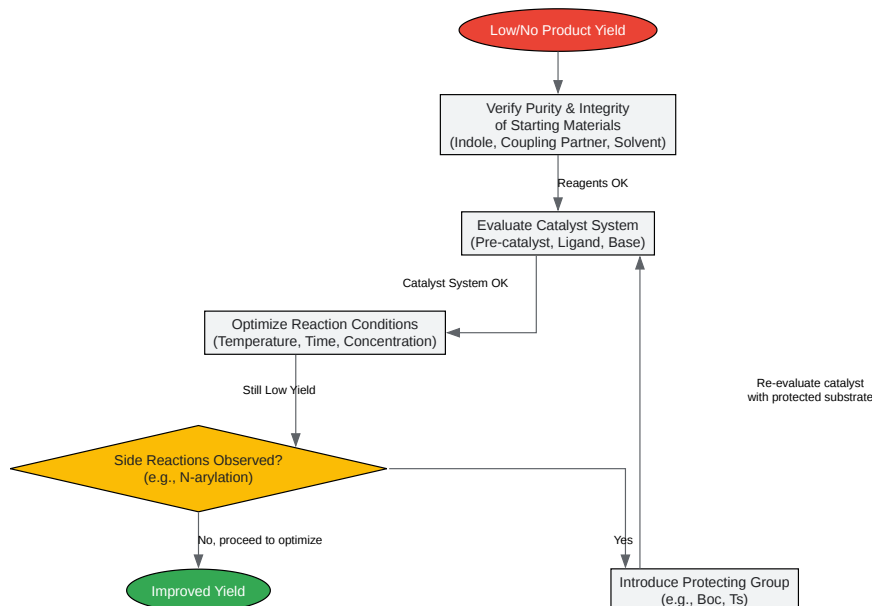 Low/No Product Yield
Verify Purity & Integrity
of Starting Materials
(Indole, Coupling Partner, Solvent)
Reagents OK
Evaluate Catalyst System
(Pre-catalyst, Ligand, Base)
Catalyst System OK
Optimize Reaction Conditions
(Temperature, Time, Concentration)
Re-evaluate catalyst
with protected substrate
Still Low Yield
Side Reactions Observed?
(e.g., N-arylation)
No, proceed to optimize
Yes
Improved Yield
Introduce Protecting Group
(e.g., Boc, Ts)